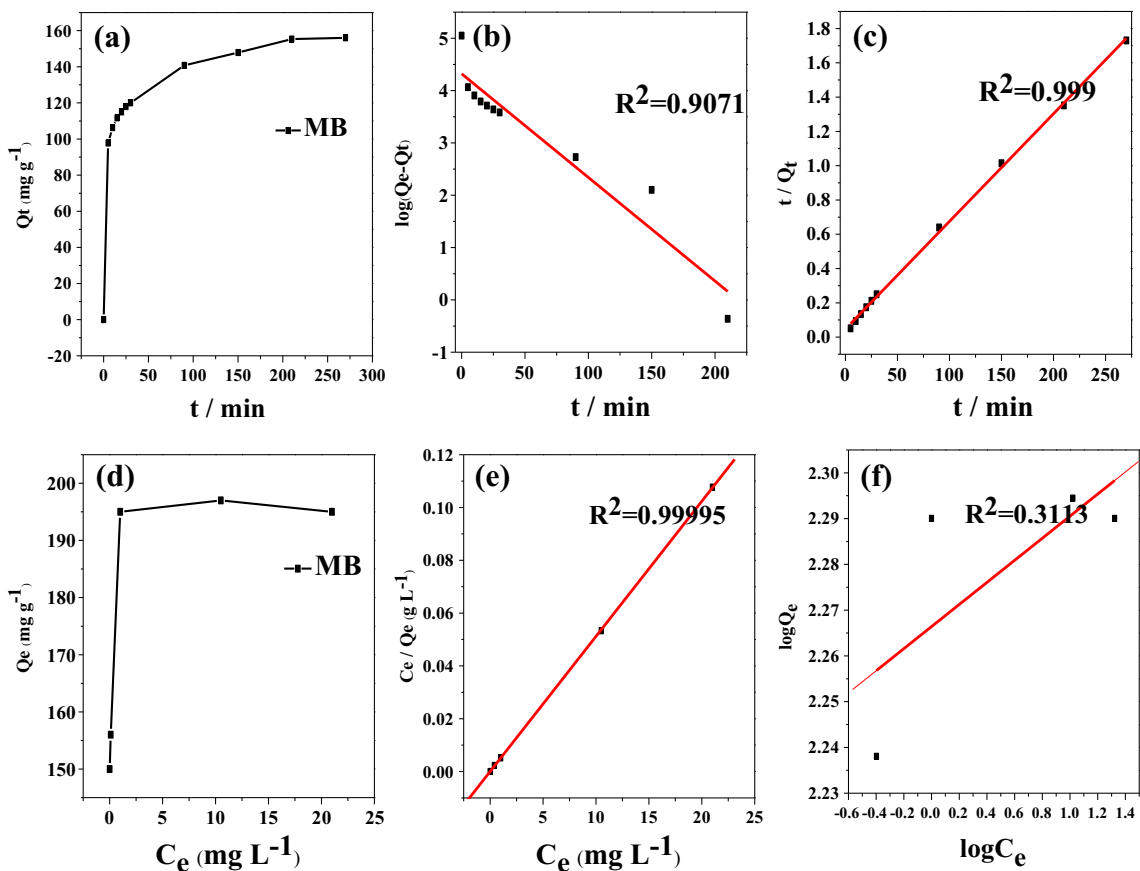 (a)
160
140
120
100
80
60
40
20
0
-20
Qt (mg g-1)
MB
0 50 100 150 200 250 300
t / min
(b)
5
4
3
2
1
0
-1
log(Qe-Qt)
R2=0.9071
0 50 100 150 200
t / min
(c)
1.8
1.6
1.4
1.2
1.0
0.8
0.6
0.4
0.2
0.0
t / Qt
R2=0.999
0 50 100 150 200 250
t / min
(d)
200
190
180
170
160
150
Qe (mg g-1)
MB
0 5 10 15 20 25
Ce (mg L-1)
(e)
0.12
0.10
0.08
0.06
0.04
0.02
0.00
Ce / Qe (g L-1)
R2=0.99995
0 5 10 15 20 25
Ce (mg L-1)
(f)
2.30
2.29
2.28
2.27
2.26
2.25
2.24
2.23
logQe
R2=0.3113
-0.6 -0.4 -0.2 0.0 0.2 0.4 0.6 0.8 1.0 1.2 1.4
logCe